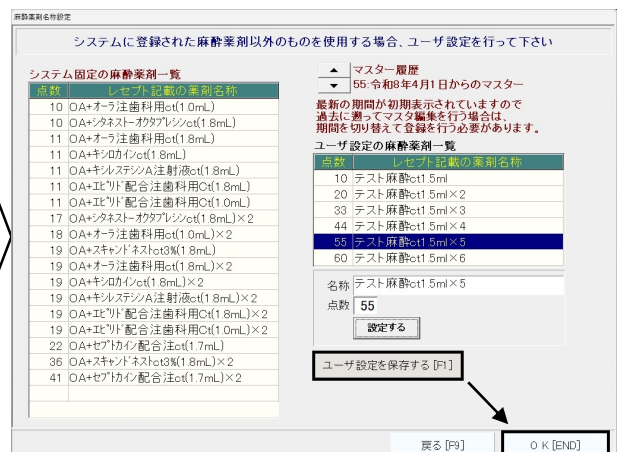 麻酔薬剤名称設定
システムに登録された麻酔薬剤以外のものを使用する場合、ユーザ設定を行って下さい
システム固定の麻酔薬剤一覧
点数 レセプト記載の薬剤名称
10 OA+オーラ注歯科用ct(1.0mL)
10 OA+シタネスト-オクタプレシンct(1.8mL)
11 OA+オーラ注歯科用ct(1.8mL)
11 OA+キシロカインct(1.8mL)
11 OA+キシレステシンA注射液ct(1.8mL)
11 OA+エピリド配合注歯科用Ct(1.8mL)
11 OA+エピリド配合注歯科用Ct(1.0mL)
17 OA+シタネスト-オクタプレシンct(1.8mL)×2
18 OA+オーラ注歯科用ct(1.0mL)×2
19 OA+スキャンドネストct3%(1.8mL)
19 OA+オーラ注歯科用ct(1.8mL)×2
19 OA+キシロカインct(1.8mL)×2
19 OA+キシレステシンA注射液ct(1.8mL)×2
19 OA+エピリド配合注歯科用Ct(1.8mL)×2
19 OA+エピリド配合注歯科用Ct(1.0mL)×2
22 OA+セプトカイン配合注ct(1.7mL)
36 OA+スキャンドネストct3%(1.8mL)×2
41 OA+セプトカイン配合注ct(1.7mL)×2
マスター履歴
55:令和8年4月1日からのマスター
最新の期間が初期表示されていますので
過去に遡ってマスタ編集を行う場合は、
期間を切り替えて登録を行う必要があります。
ユーザ設定の麻酔薬剤一覧
点数 レセプト記載の薬剤名称
10 テスト麻酔ct1.5ml
20 テスト麻酔ct1.5ml×2
33 テスト麻酔ct1.5ml×3
44 テスト麻酔ct1.5ml×4
55 テスト麻酔ct1.5ml×5
60 テスト麻酔ct1.5ml×6
名称 テスト麻酔ct1.5ml×5
点数 55
設定する
ユーザ設定を保存する [F1]
戻る [F9]
OK [END]